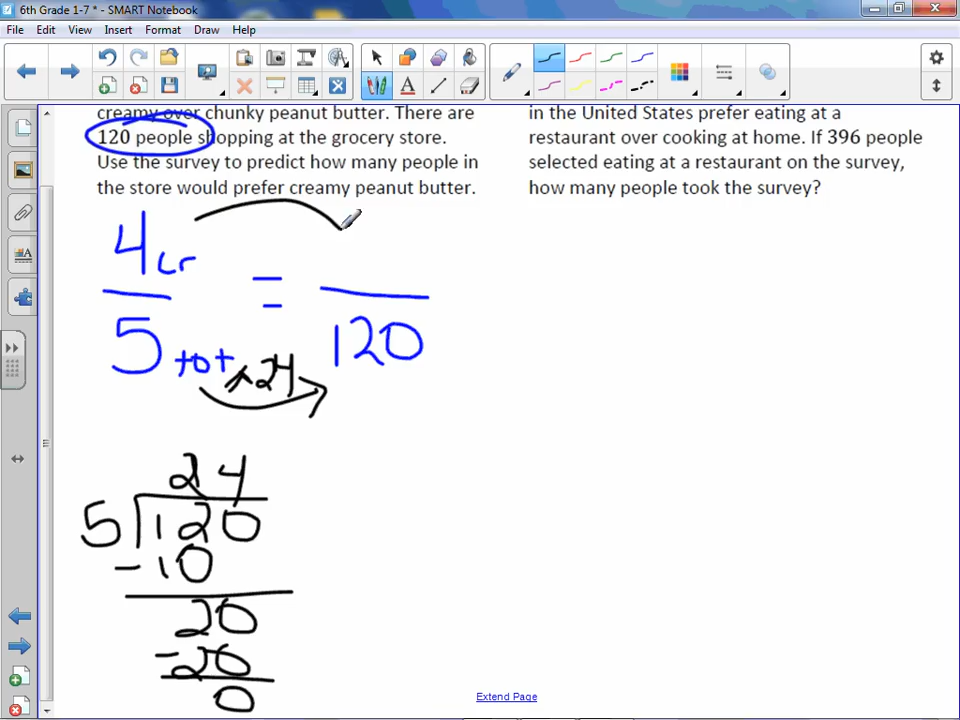 6th Grade 1-7 * - SMART Notebook
File Edit View Insert Format Draw Help
creamy over chunky peanut butter. There are
120 people shopping at the grocery store.
Use the survey to predict how many people in
the store would prefer creamy peanut butter.
in the United States prefer eating at a
restaurant over cooking at home. If 396 people
selected eating at a restaurant on the survey,
how many people took the survey?
4 cr
=
5 tot
120
×24
24
5 120
-10
20
-20
0
Extend Page